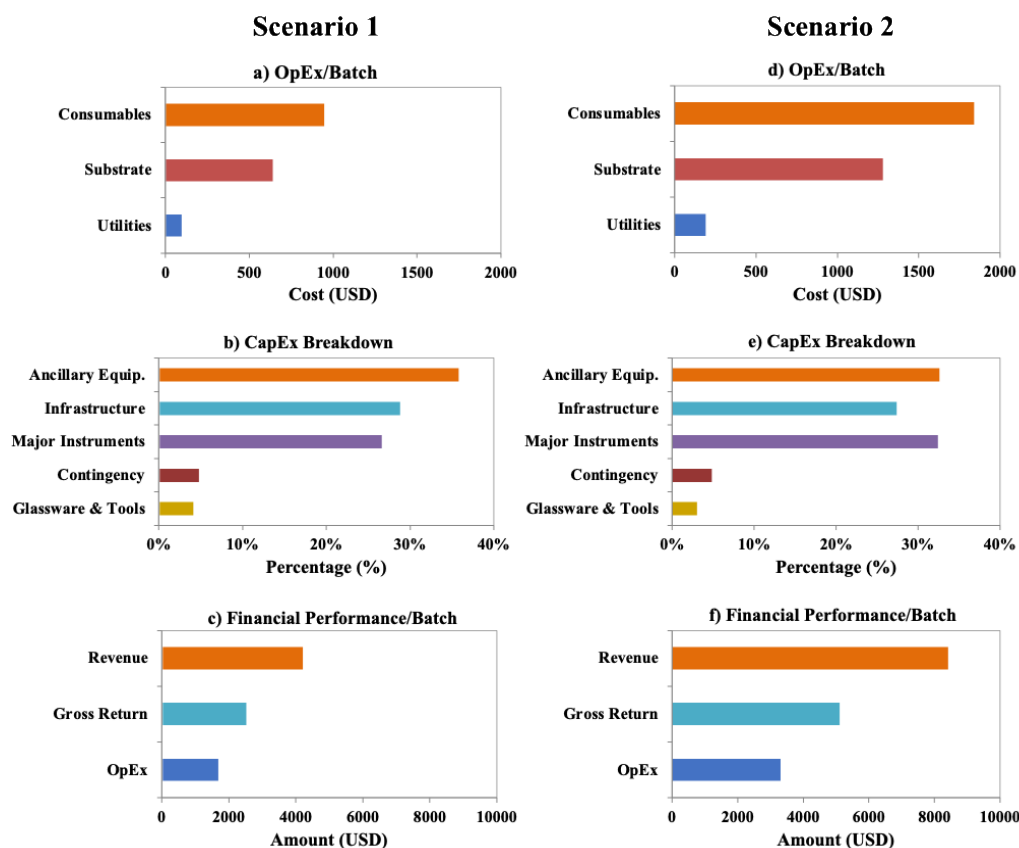 Scenario 1
Scenario 2
a) OpEx/Batch
Consumables
Substrate
Utilities
0 500 1000 1500 2000
Cost (USD)
d) OpEx/Batch
Consumables
Substrate
Utilities
0 500 1000 1500 2000
Cost (USD)
b) CapEx Breakdown
Ancillary Equip.
Infrastructure
Major Instruments
Contingency
Glassware & Tools
0% 10% 20% 30% 40%
Percentage (%)
e) CapEx Breakdown
Ancillary Equip.
Infrastructure
Major Instruments
Contingency
Glassware & Tools
0% 10% 20% 30% 40%
Percentage (%)
c) Financial Performance/Batch
Revenue
Gross Return
OpEx
0 2000 4000 6000 8000 10000
Amount (USD)
f) Financial Performance/Batch
Revenue
Gross Return
OpEx
0 2000 4000 6000 8000 10000
Amount (USD)